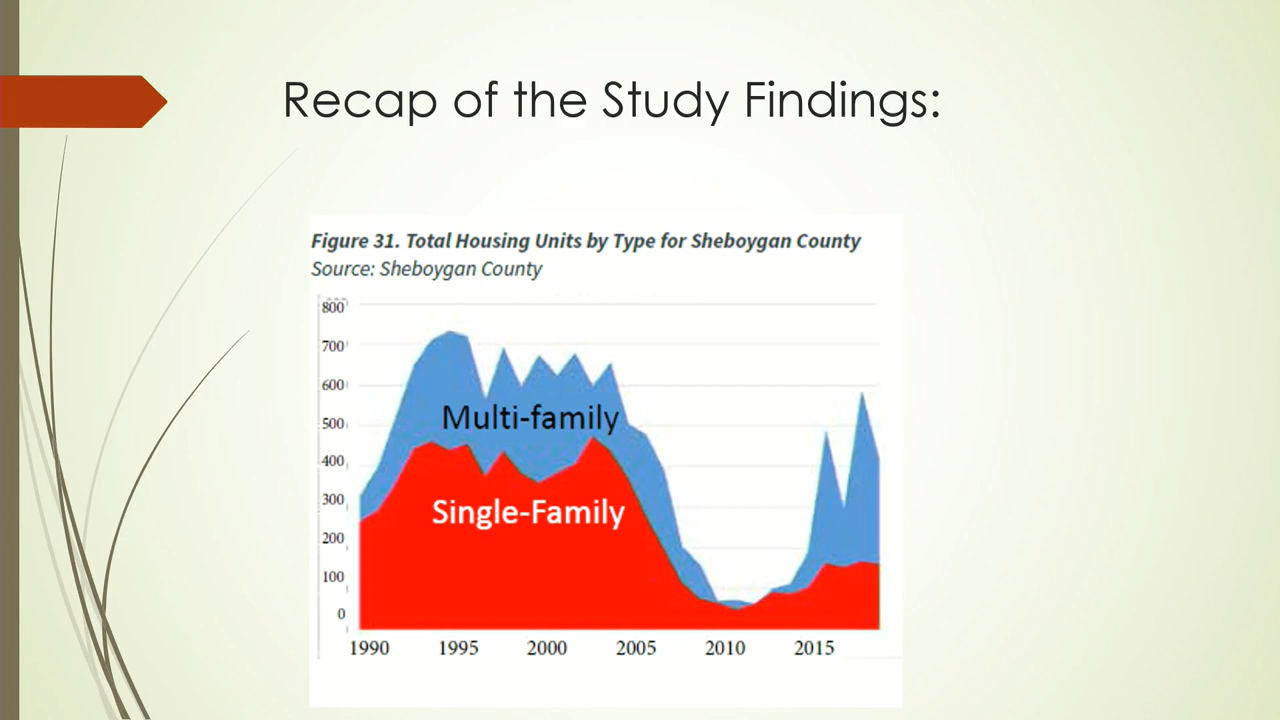 Recap of the Study Findings:
Figure 31. Total Housing Units by Type for Sheboygan County
Source: Sheboygan County
800
700
600
500
400
300
200
100
0
Multi-family
Single-Family
1990 1995 2000 2005 2010 2015